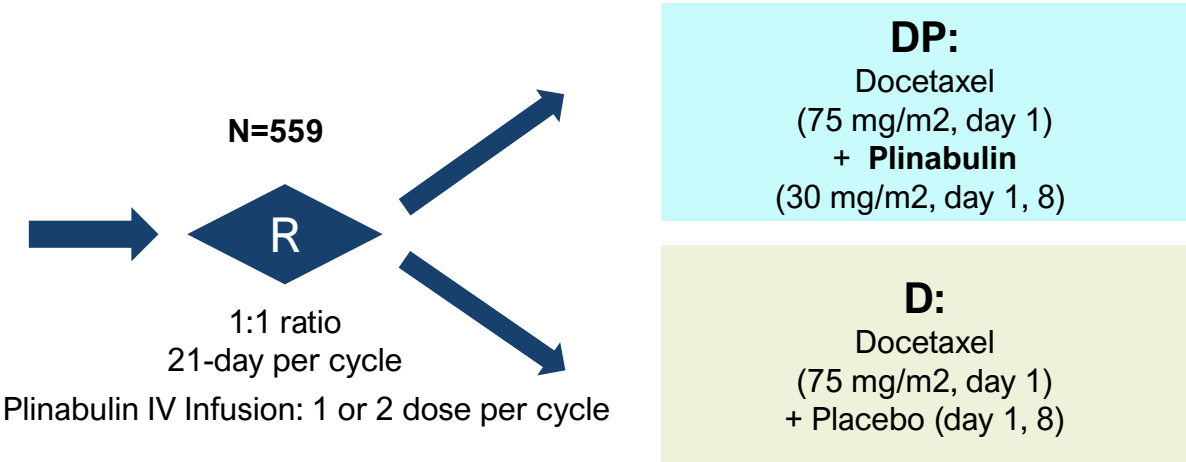 N=559
R
1:1 ratio
21-day per cycle
Plinabulin IV Infusion: 1 or 2 dose per cycle
DP:
Docetaxel
(75 mg/m2, day 1)
+ Plinabulin
(30 mg/m2, day 1, 8)
D:
Docetaxel
(75 mg/m2, day 1)
+ Placebo (day 1, 8)